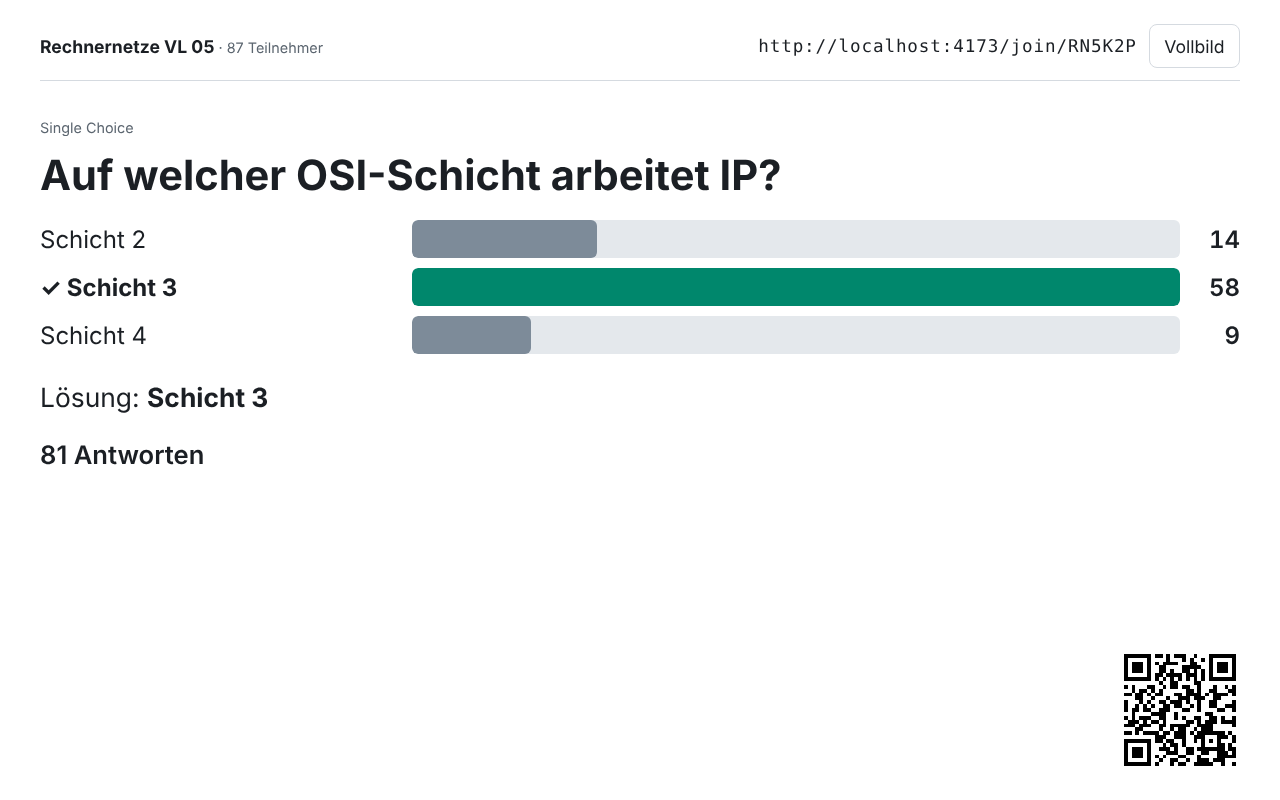 Rechnernetze VL 05 · 87 Teilnehmer
http://localhost:4173/join/RN5K2P
Vollbild
Single Choice
Auf welcher OSI-Schicht arbeitet IP?
Schicht 2 14
✓ Schicht 3 58
Schicht 4 9
Lösung: Schicht 3
81 Antworten